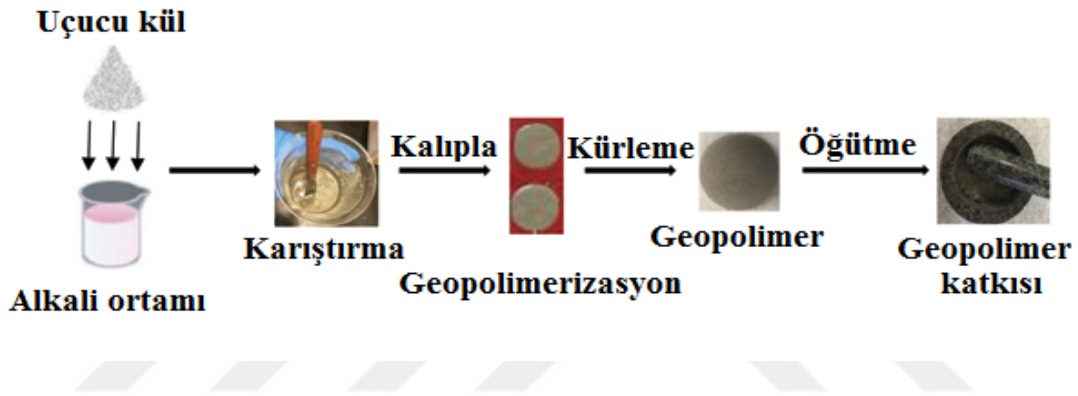 Uçucu kül
Alkali ortamı
Karıştırma
Kalıpla
Geopolimerizasyon
Kürleme
Geopolimer
Öğütme
Geopolimer
katkısı